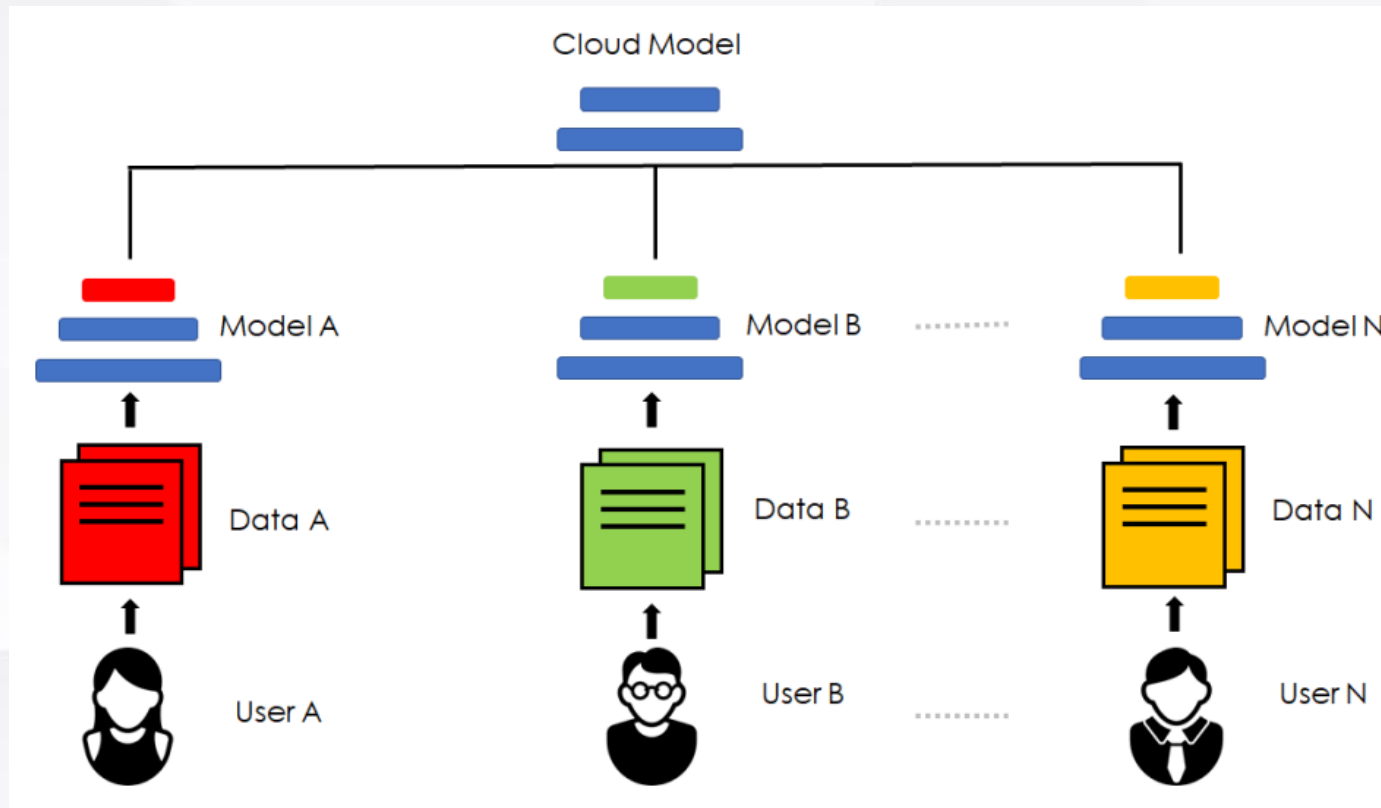 Cloud Model
Model A
Model B
Model N
Data A
Data B
Data N
User A
User B
User N